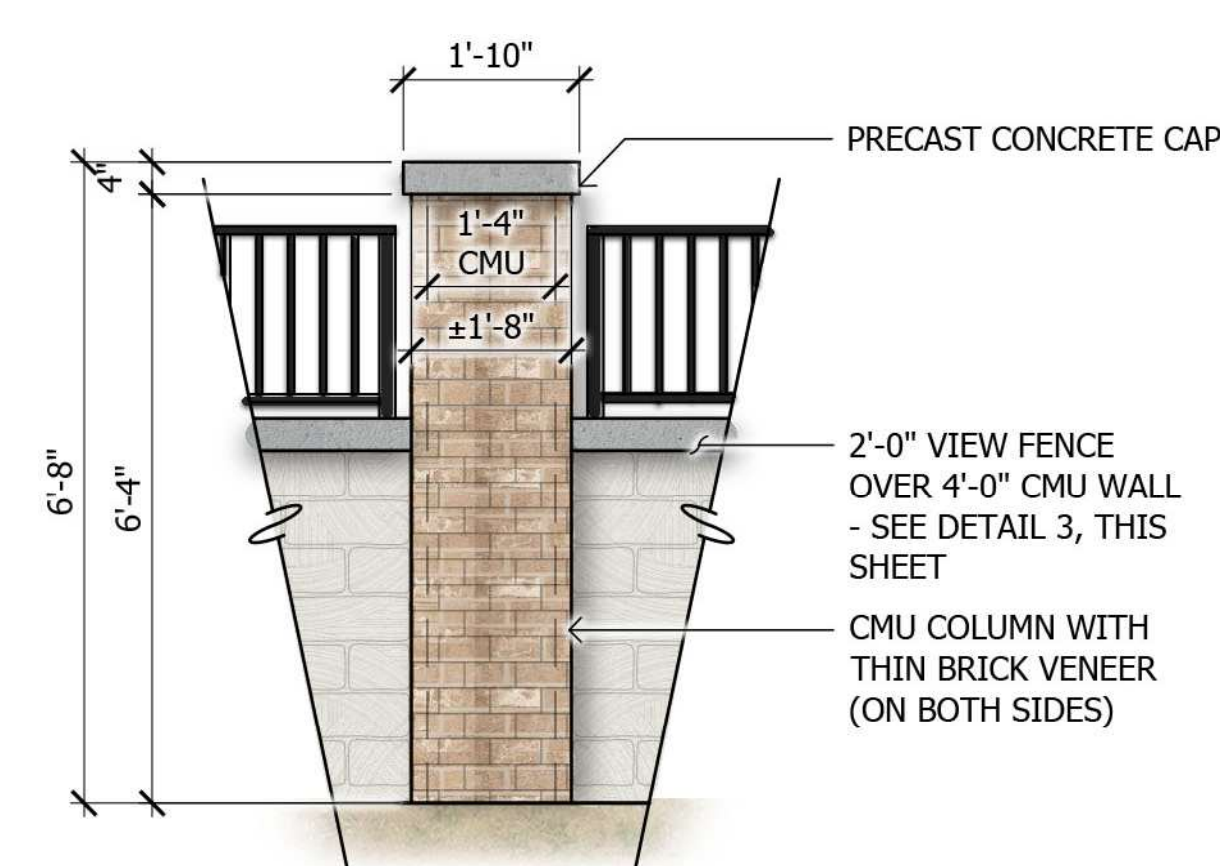 1'-10"
PRECAST CONCRETE CAP
4"
1'-4"
CMU
±1'-8"
6'-8"
6'-4"
2'-0" VIEW FENCE
OVER 4'-0" CMU WALL
- SEE DETAIL 3, THIS
SHEET
CMU COLUMN WITH
THIN BRICK VENEER
(ON BOTH SIDES)